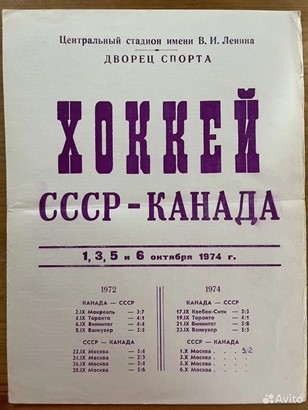 Центральный стадион имени В. И. Ленина
ДВОРЕЦ СПОРТА
ХОККЕЙ
СССР – КАНАДА
1, 3, 5 и 6 октября 1974 г.
1972
КАНАДА — СССР
2.IX Монреаль — 3:7
4.IX Торонто — 4:1
6.IX Виннипег — 4:4
8.IX Ванкувер — 3:5
СССР — КАНАДА
22.IX Москва — 5:4
24.IX Москва — 2:3
26.IX Москва — 3:4
28.IX Москва — 5:6
1974
КАНАДА — СССР
17.IX Квебек-Сити — 3:3
19.IX Торонто — 4:1
21.IX Виннипег — 5:8
23.IX Ванкувер — 5:5
СССР — КАНАДА
1.X Москва
3.X Москва
5.X Москва
6.X Москва
Avito